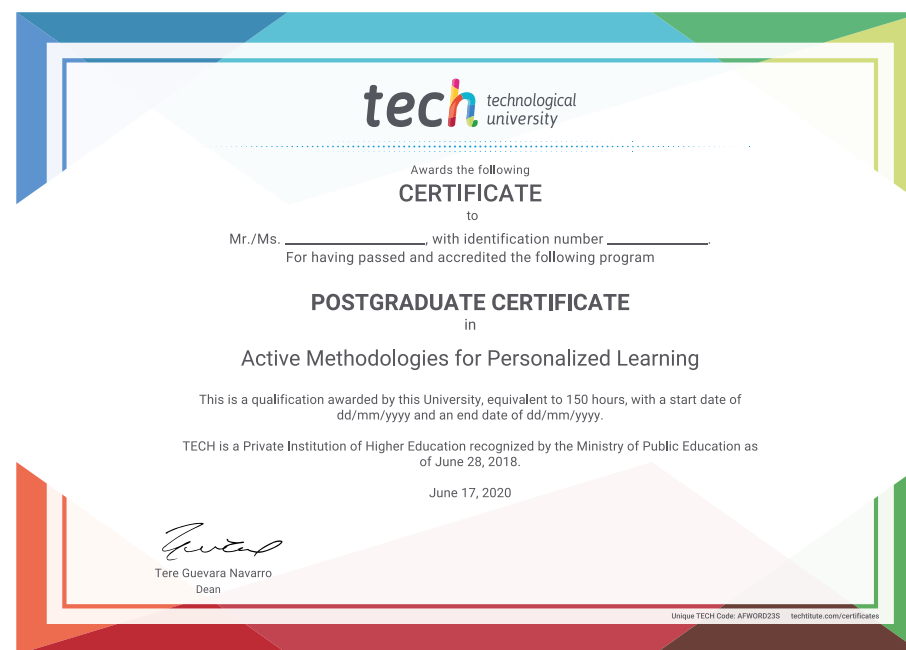 tech technological
university
Awards the following
CERTIFICATE
to
Mr./Ms. ____________________, with identification number ______________.
For having passed and accredited the following program
POSTGRADUATE CERTIFICATE
in
Active Methodologies for Personalized Learning
This is a qualification awarded by this University, equivalent to 150 hours, with a start date of
dd/mm/yyyy and an end date of dd/mm/yyyy.
TECH is a Private Institution of Higher Education recognized by the Ministry of Public Education as
of June 28, 2018.
June 17, 2020
Tere Guevara Navarro
Dean
Unique TECH Code: AFWORD23S techtitute.com/certificates